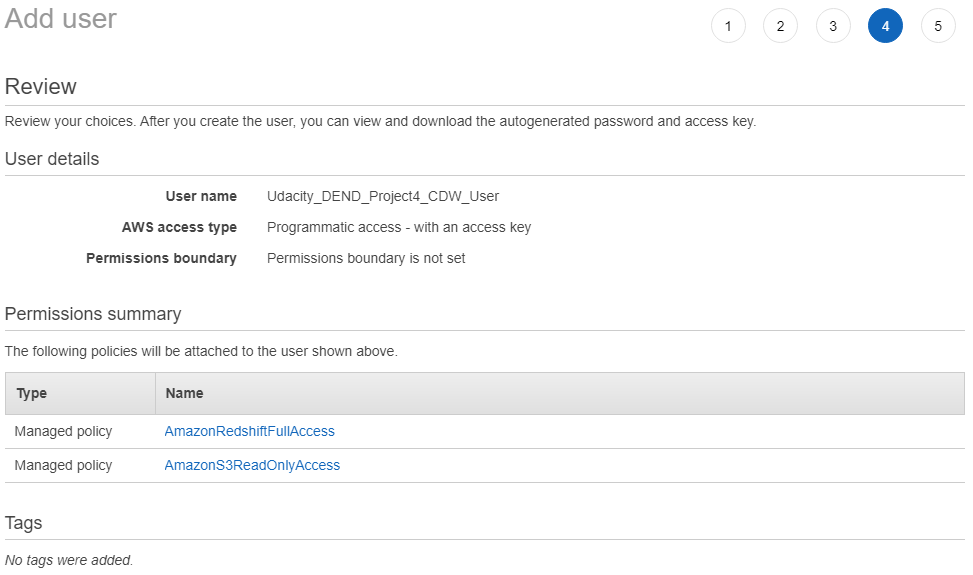 Add user
1 2 3 4 5
Review
Review your choices. After you create the user, you can view and download the autogenerated password and access key.
User details
User name Udacity_DEND_Project4_CDW_User
AWS access type Programmatic access - with an access key
Permissions boundary Permissions boundary is not set
Permissions summary
The following policies will be attached to the user shown above.
Type Name
Managed policy AmazonRedshiftFullAccess
Managed policy AmazonS3ReadOnlyAccess
Tags
No tags were added.